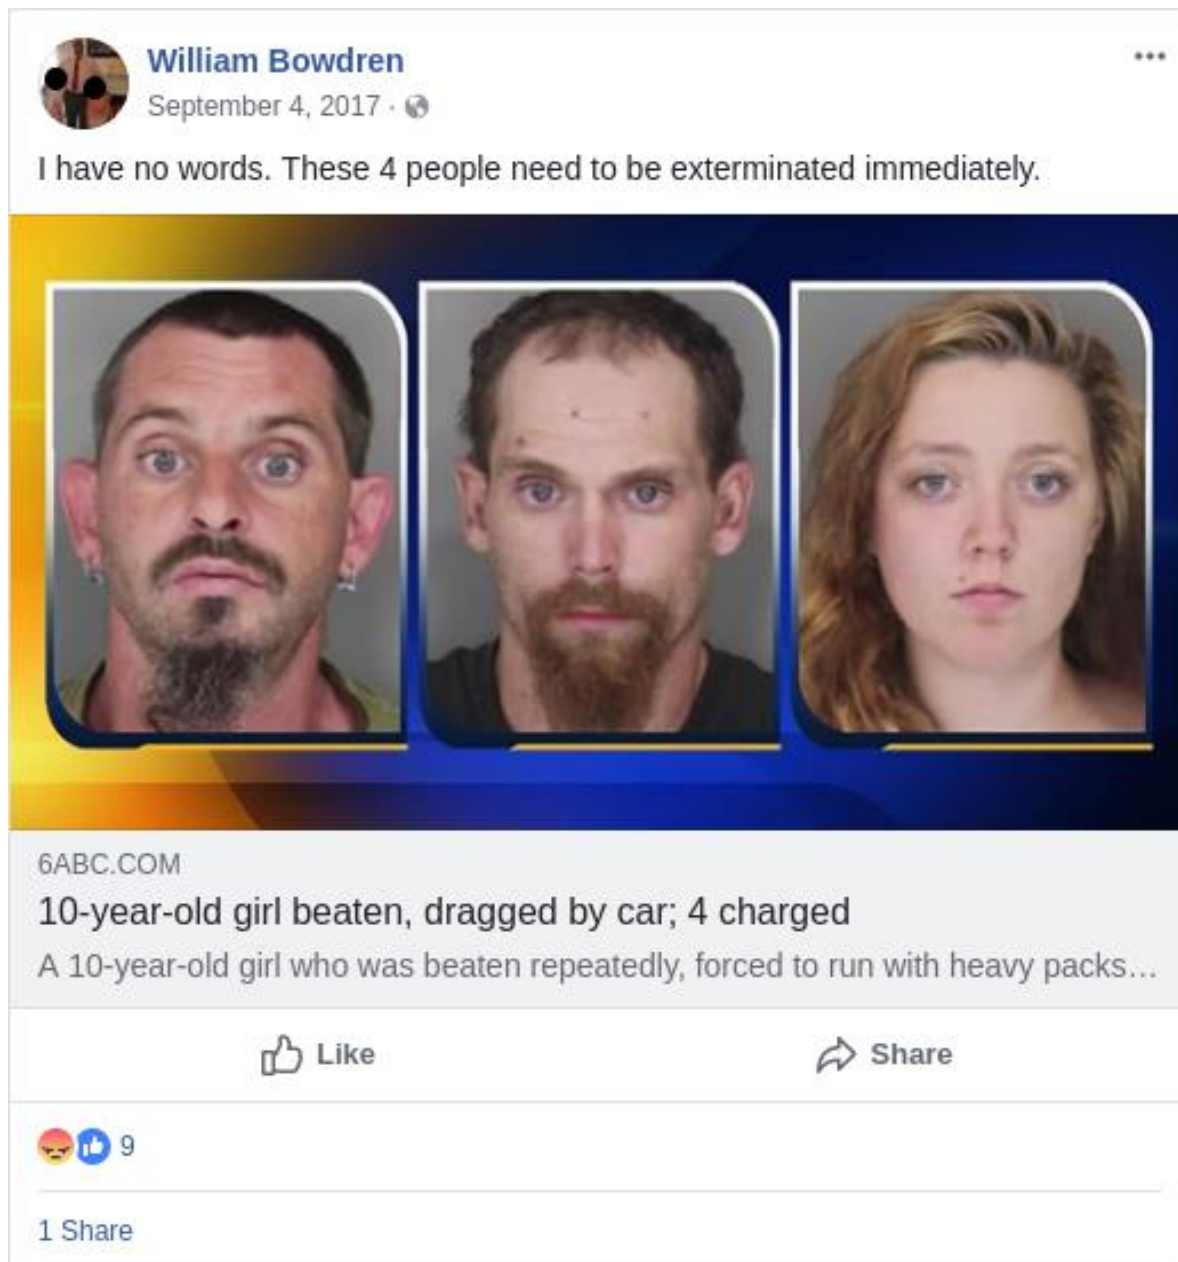 William Bowdren
September 4, 2017 ·
I have no words. These 4 people need to be exterminated immediately.
6ABC.COM
10-year-old girl beaten, dragged by car; 4 charged
A 10-year-old girl who was beaten repeatedly, forced to run with heavy packs...
Like
Share
9
1 Share